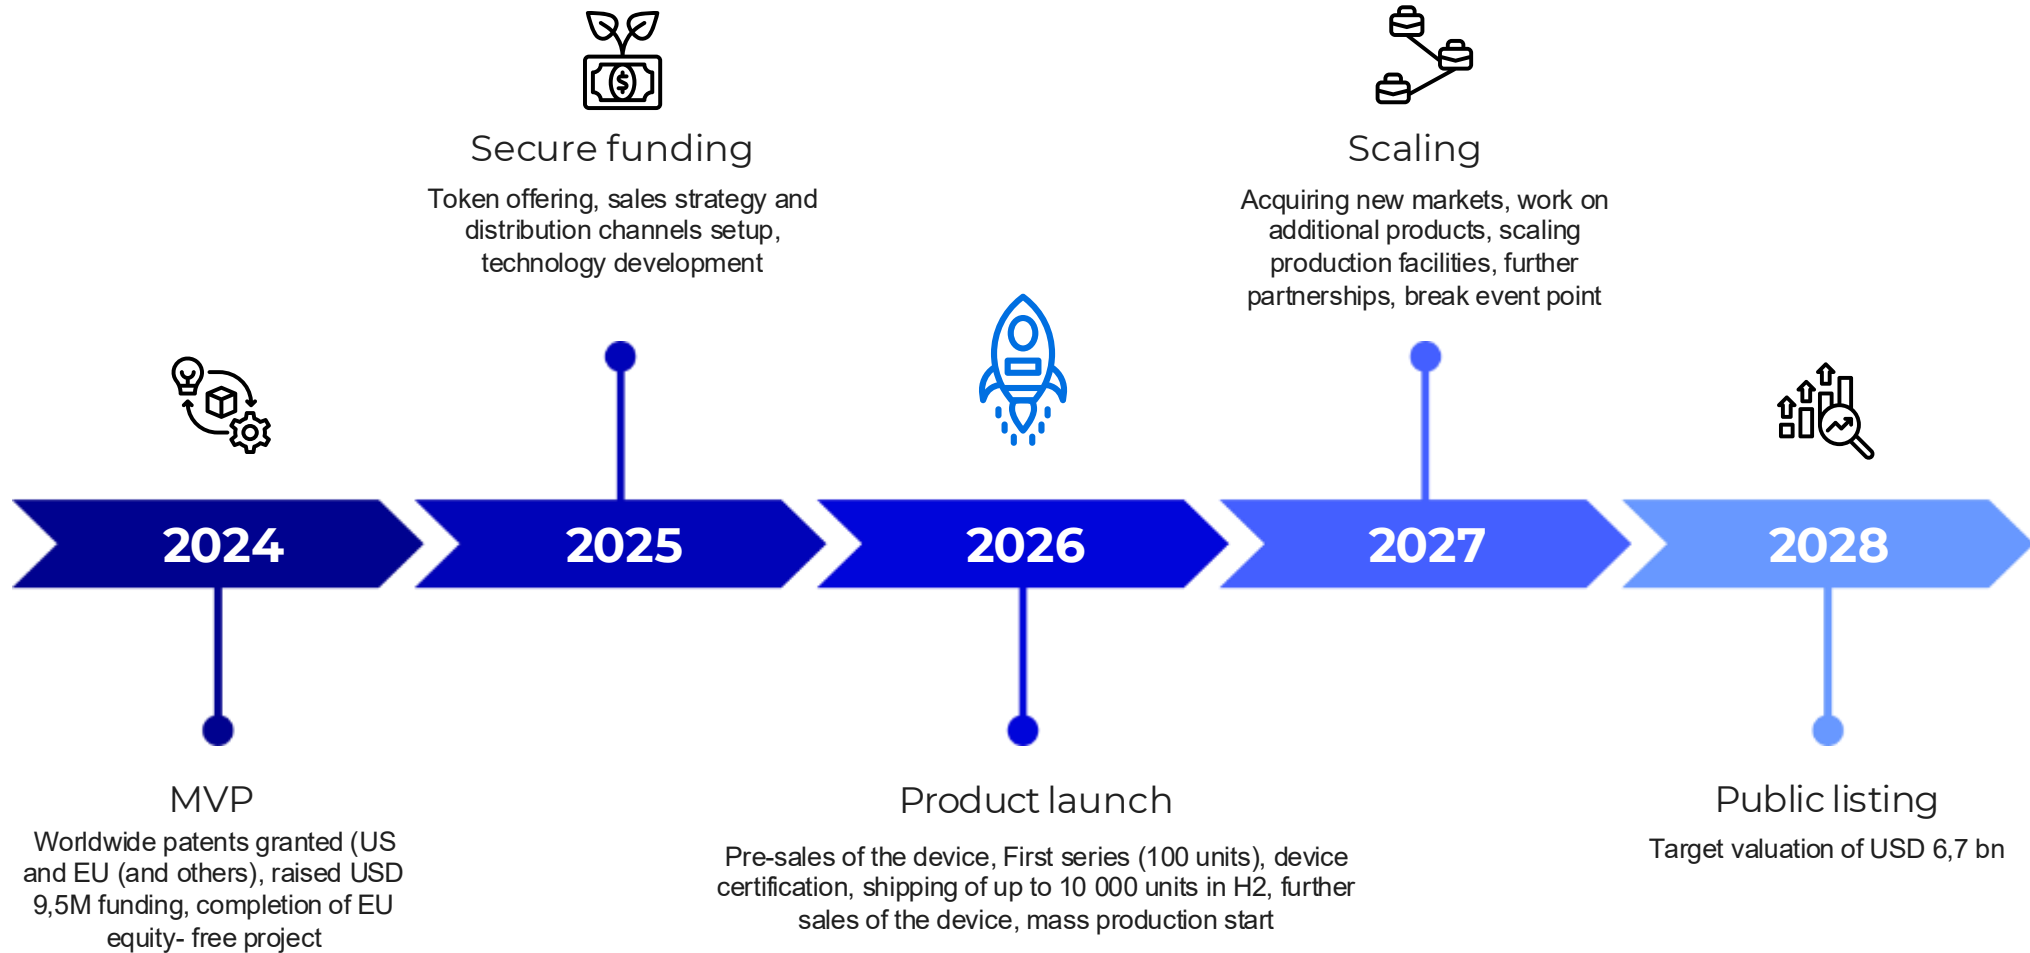 Secure funding
Token offering, sales strategy and
distribution channels setup,
technology development
Scaling
Acquiring new markets, work on
additional products, scaling
production facilities, further
partnerships, break event point
2024
2025
2026
2027
2028
MVP
Worldwide patents granted (US
and EU (and others), raised USD
9,5M funding, completion of EU
equity- free project
Product launch
Pre-sales of the device, First series (100 units), device
certification, shipping of up to 10 000 units in H2, further
sales of the device, mass production start
Public listing
Target valuation of USD 6,7 bn